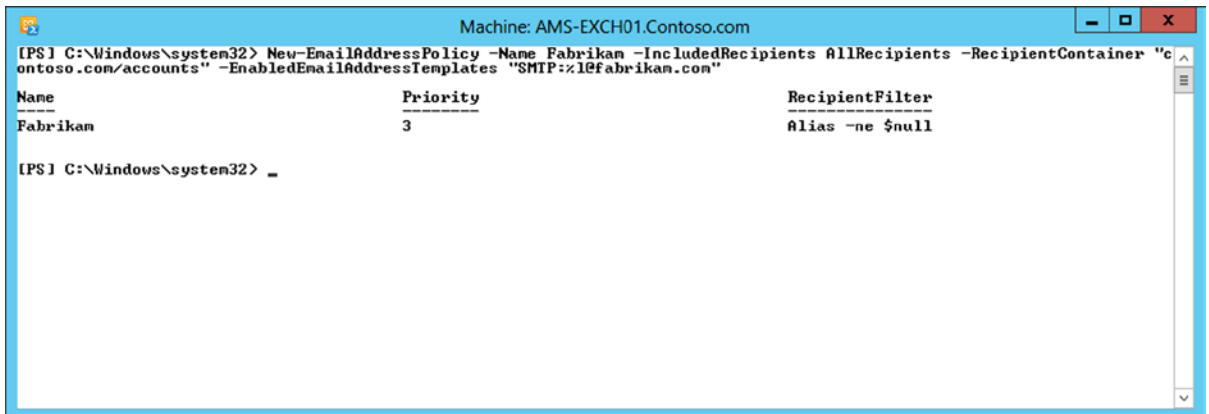 Machine: AMS-EXCH01.Contoso.com
[PS] C:\Windows\system32> New-EmailAddressPolicy -Name Fabrikam -IncludedRecipients AllRecipients -RecipientContainer "c
ontoso.com/accounts" -EnabledEmailAddressTemplates "SMTP:%1@fabrikam.com"
Name Priority RecipientFilter
---- -------- ---------------
Fabrikam 3 Alias -ne $null
[PS] C:\Windows\system32> _